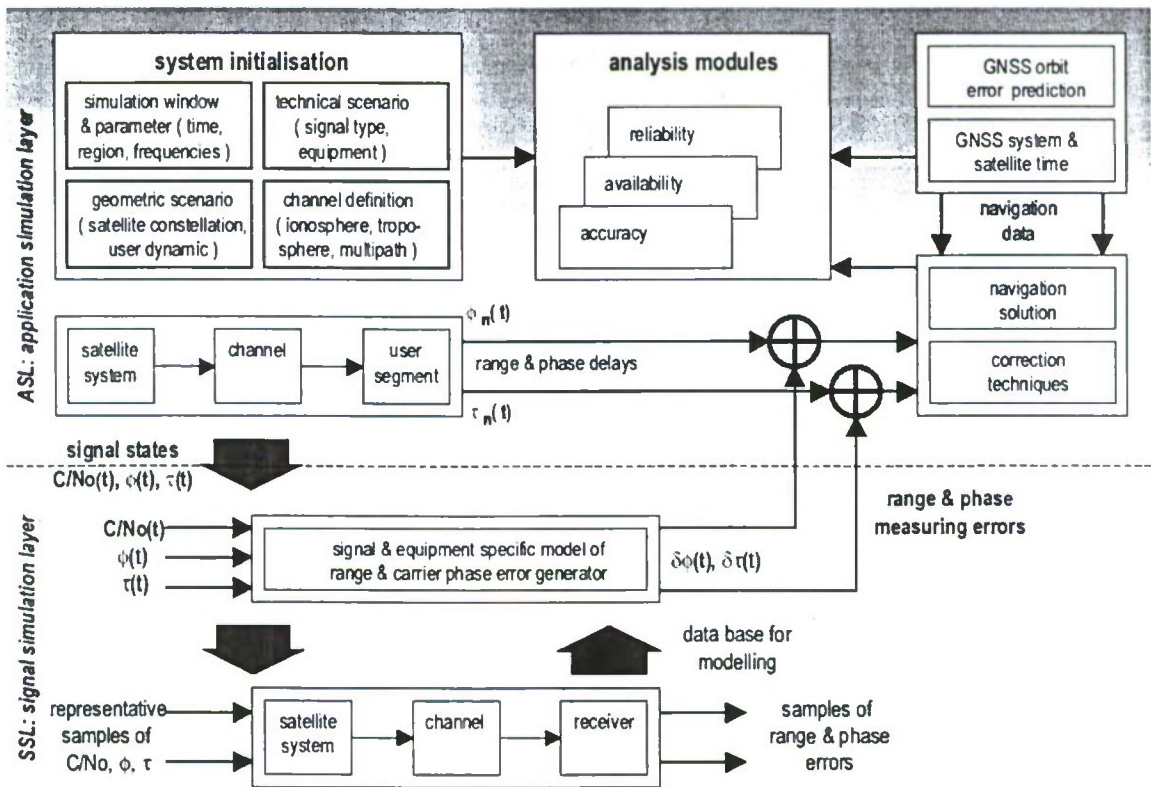 ASL: application simulation layer
system initialisation
simulation window
& parameter ( time,
region, frequencies )
technical scenario
( signal type,
equipment )
geometric scenario
( satellite constellation,
user dynamic )
channel definition
( ionosphere, tropo-
sphere, multipath )
analysis modules
reliability
availability
accuracy
GNSS orbit
error prediction
GNSS system &
satellite time
navigation
data
navigation
solution
correction
techniques
satellite
system
channel
user
segment
ϕn(t)
range & phase delays
τn(t)
signal states
C/No(t), ϕ(t), τ(t)
range & phase
measuring errors
SSL: signal simulation layer
C/No(t)
ϕ(t)
τ(t)
signal & equipment specific model of
range & carrier phase error generator
δϕ(t), δτ(t)
data base for
modelling
representative
samples of
C/No, ϕ, τ
satellite
system
channel
receiver
samples of
range & phase
errors